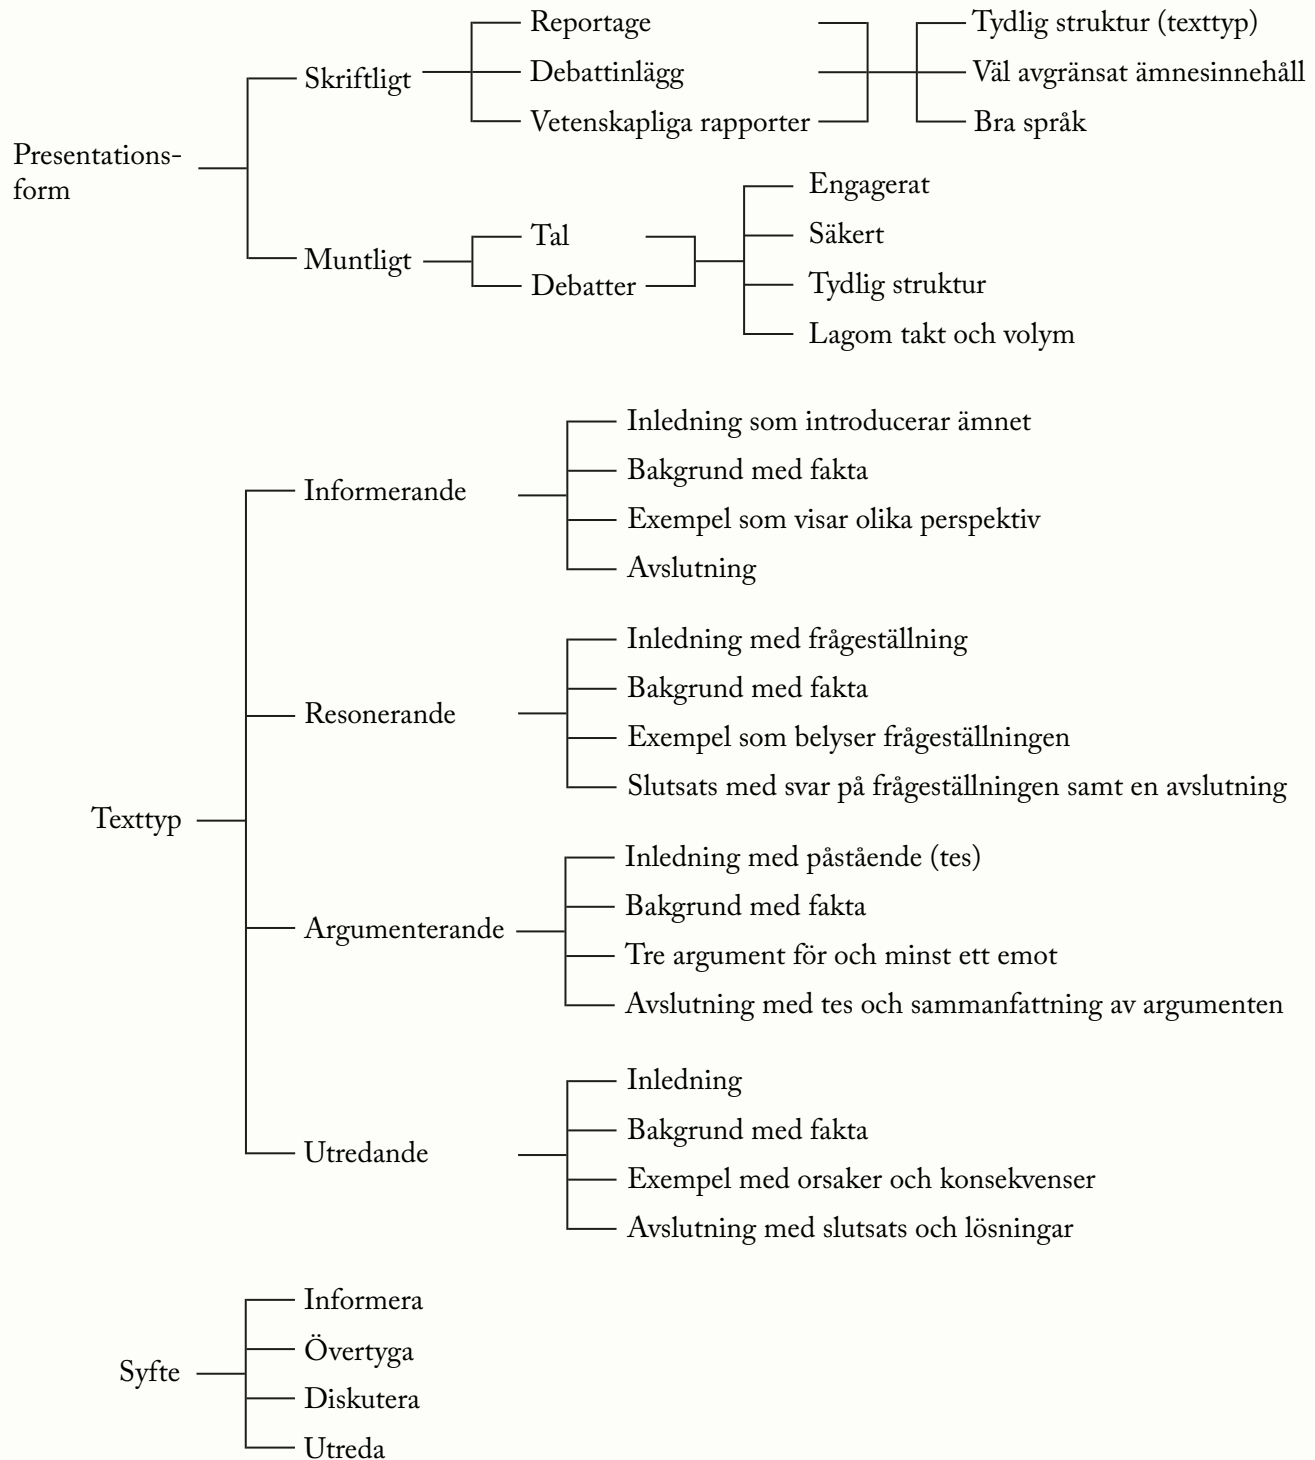 Presentations-
form
Skriftligt
Reportage
Debattinlägg
Vetenskapliga rapporter
Tydlig struktur (texttyp)
Väl avgränsat ämnesinnehåll
Bra språk
Muntligt
Tal
Debatter
Engagerat
Säkert
Tydlig struktur
Lagom takt och volym
Texttyp
Informerande
Inledning som introducerar ämnet
Bakgrund med fakta
Exempel som visar olika perspektiv
Avslutning
Resonerande
Inledning med frågeställning
Bakgrund med fakta
Exempel som belyser frågeställningen
Slutsats med svar på frågeställningen samt en avslutning
Argumenterande
Inledning med påstående (tes)
Bakgrund med fakta
Tre argument för och minst ett emot
Avslutning med tes och sammanfattning av argumenten
Utredande
Inledning
Bakgrund med fakta
Exempel med orsaker och konsekvenser
Avslutning med slutsats och lösningar
Syfte
Informera
Övertyga
Diskutera
Utreda